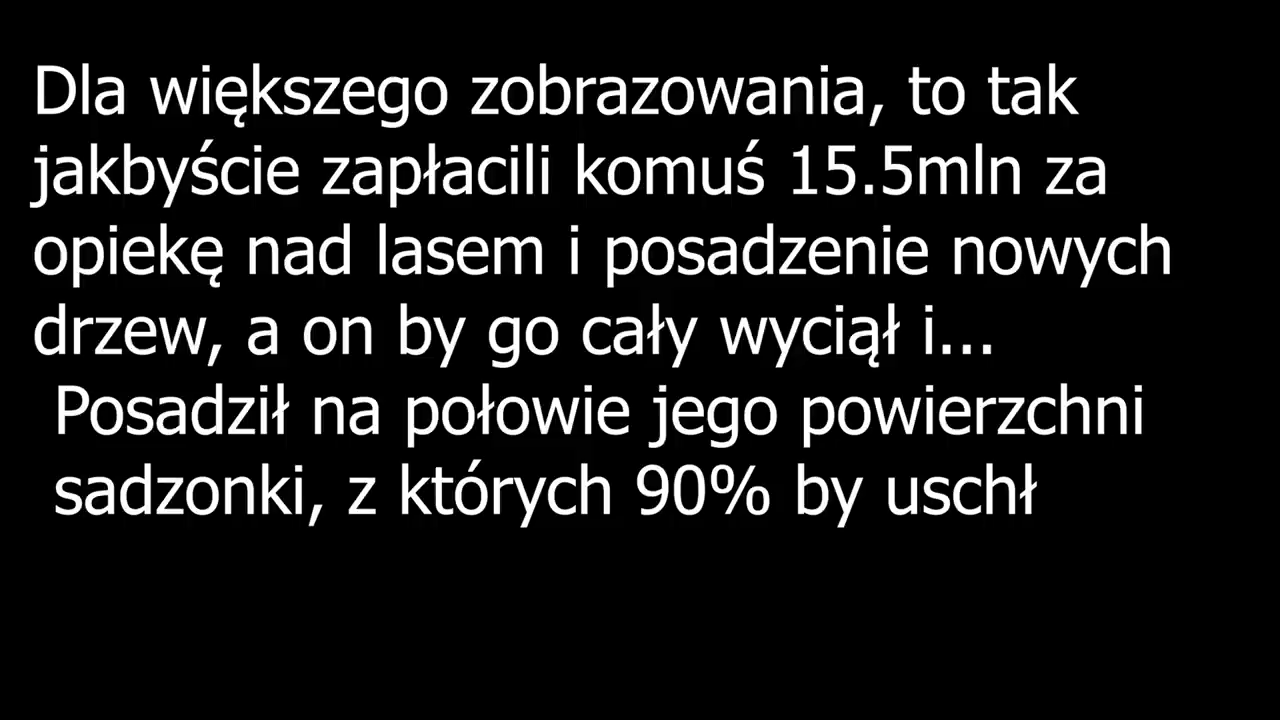 Dla większego zobrazowania, to tak
jakbyście zapłacili komuś 15.5mln za
opiekę nad lasem i posadzenie nowych
drzew, a on by go cały wyciął i...
Posadził na połowie jego powierzchni
sadzonki, z których 90% by uschł